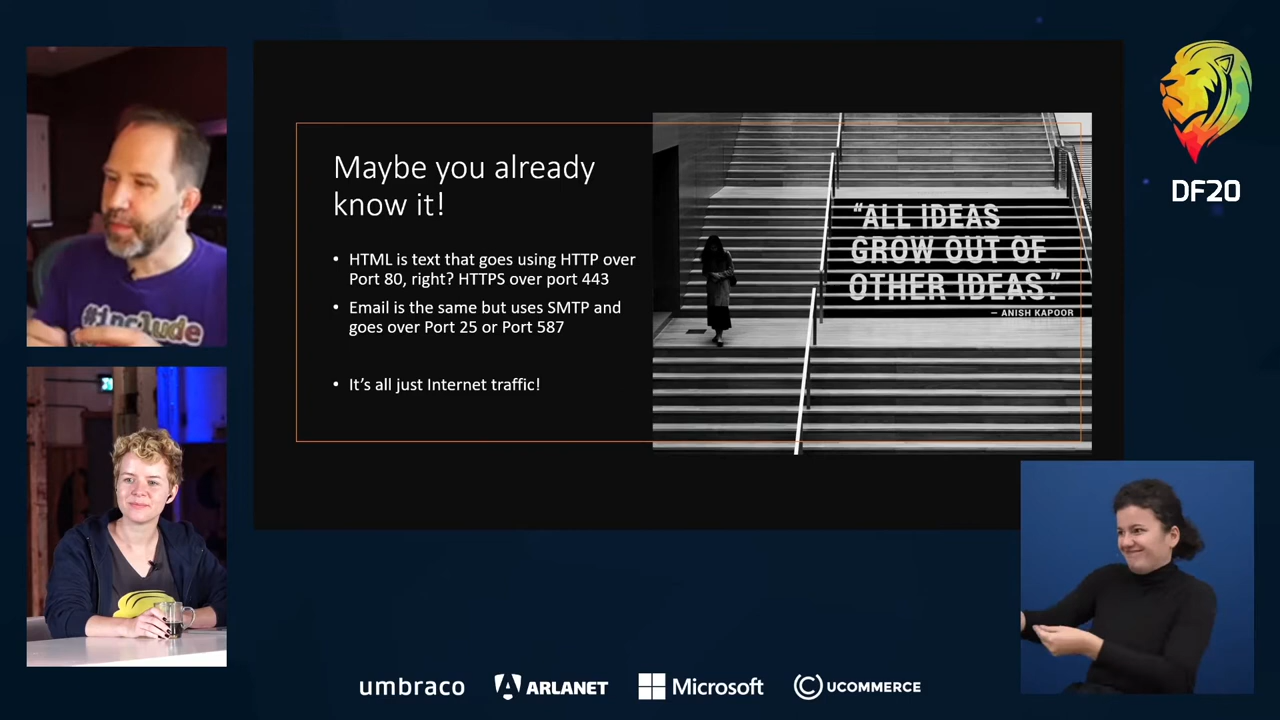 Maybe you already
know it!
• HTML is text that goes using HTTP over
Port 80, right? HTTPS over port 443
• Email is the same but uses SMTP and
goes over Port 25 or Port 587
• It's all just Internet traffic!
“ALL IDEAS
GROW OUT OF
OTHER IDEAS.”
— ANISH KAPOOR
DF20
#include
umbraco
ARLANET
Microsoft
UCOMMERCE